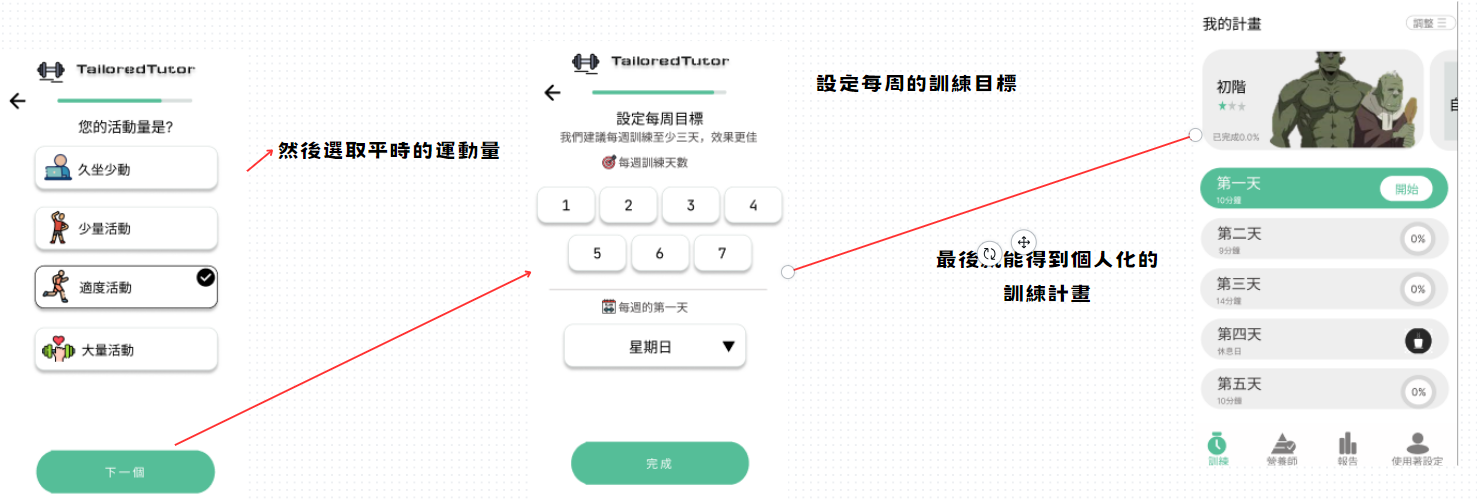 TailoredTutor
您的活動量是?
久坐少動
少量活動
適度活動
大量活動
下一個
然後選取平時的運動量
TailoredTutor
設定每周目標
我們建議每週訓練至少三天，效果更佳
每週訓練天數
1 2 3 4
5 6 7
每週的第一天
星期日 ▼
完成
設定每周的訓練目標
最後就能得到個人化的
訓練計畫
我的計畫
調整 ☰
初階
已完成0.0%
自
第一天
10分鐘
開始
第二天
9分鐘
0%
第三天
14分鐘
0%
第四天
休息日
第五天
10分鐘
0%
訓練
營養師
報告
使用著設定